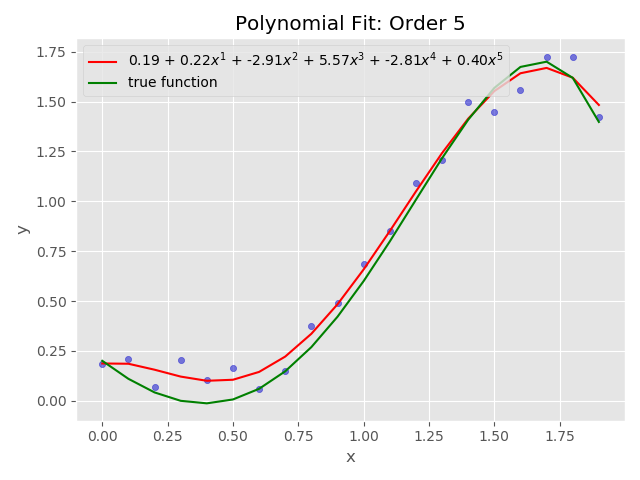 Polynomial Fit: Order 5
0.19 + 0.22x¹ + -2.91x² + 5.57x³ + -2.81x⁴ + 0.40x⁵
true function
1.75
1.50
1.25
1.00
0.75
0.50
0.25
0.00
y
0.00 0.25 0.50 0.75 1.00 1.25 1.50 1.75
x